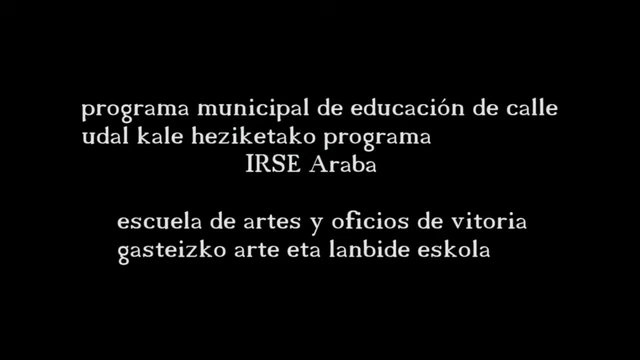 programa municipal de educación de calle
udal kale heziketako programa
IRSE Araba
escuela de artes y oficios de vitoria
gasteizko arte eta lanbide eskola